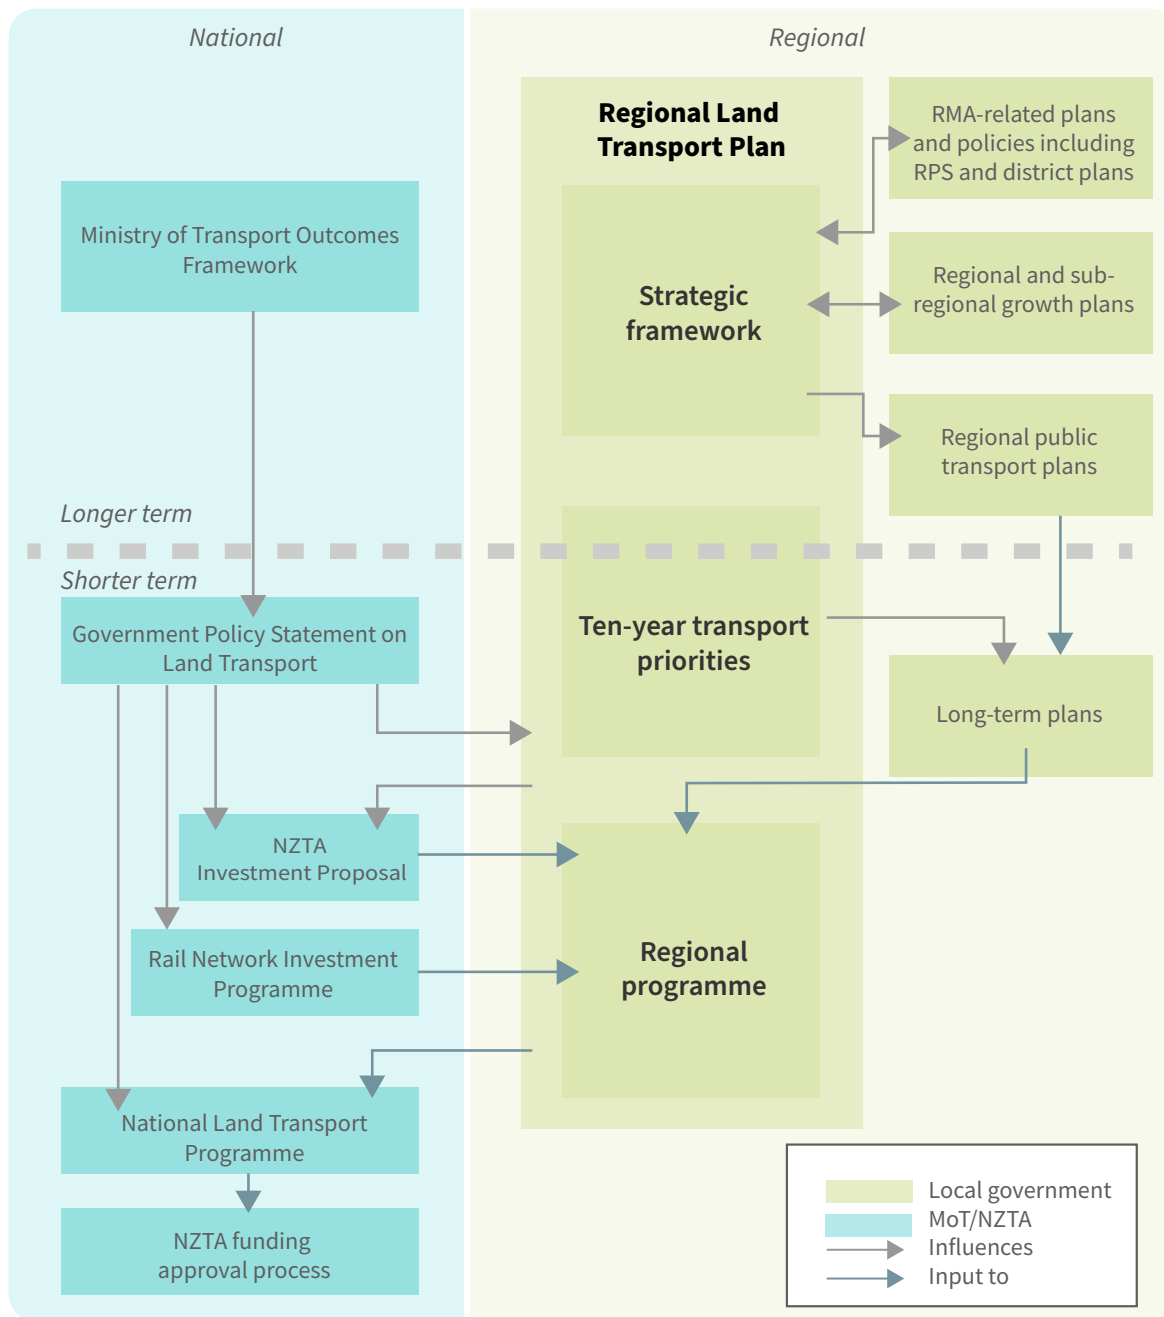 National
Regional
Regional Land
Transport Plan
RMA-related plans
and policies including
RPS and district plans
Ministry of Transport Outcomes
Framework
Strategic
framework
Regional and sub-
regional growth plans
Regional public
transport plans
Longer term
Shorter term
Government Policy Statement on
Land Transport
Ten-year transport
priorities
Long-term plans
NZTA
Investment Proposal
Rail Network Investment
Programme
Regional
programme
National Land Transport
Programme
NZTA funding
approval process
Local government
MoT/NZTA
Influences
Input to